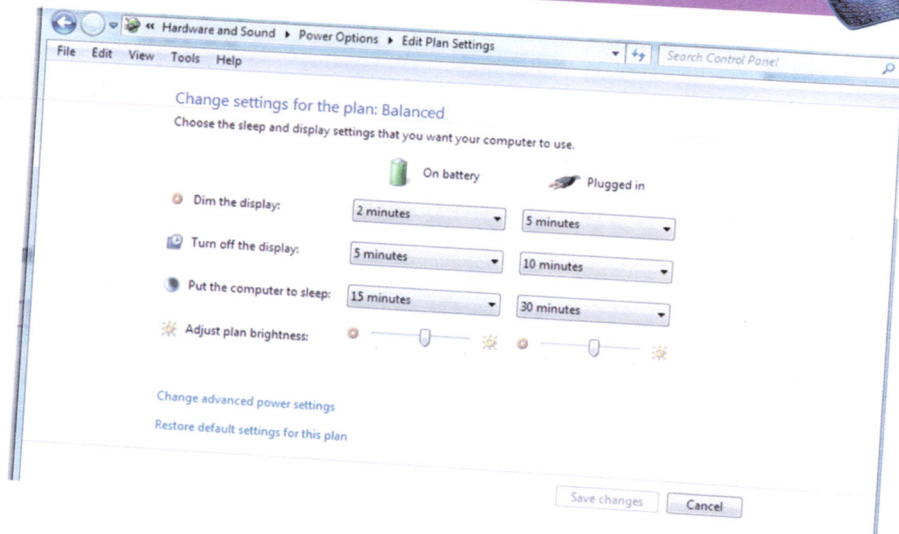 « Hardware and Sound ▸ Power Options ▸ Edit Plan Settings
Search Control Panel
File Edit View Tools Help
Change settings for the plan: Balanced
Choose the sleep and display settings that you want your computer to use.
On battery Plugged in
Dim the display: 2 minutes 5 minutes
Turn off the display: 5 minutes 10 minutes
Put the computer to sleep: 15 minutes 30 minutes
Adjust plan brightness:
Change advanced power settings
Restore default settings for this plan
Save changes Cancel